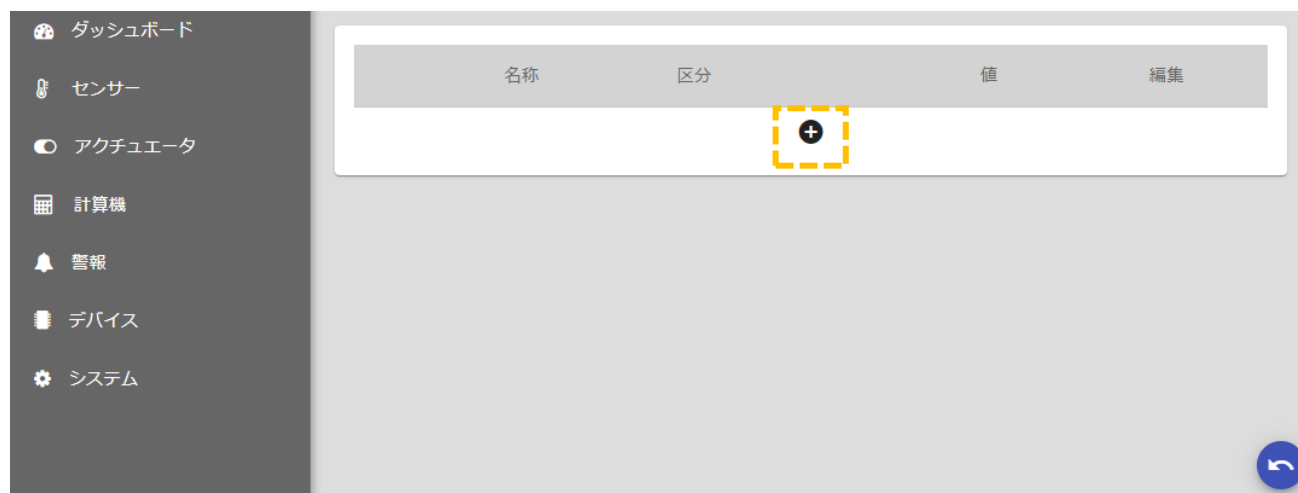 ダッシュボード
センサー
アクチュエータ
計算機
警報
デバイス
システム
名称 区分 値 編集